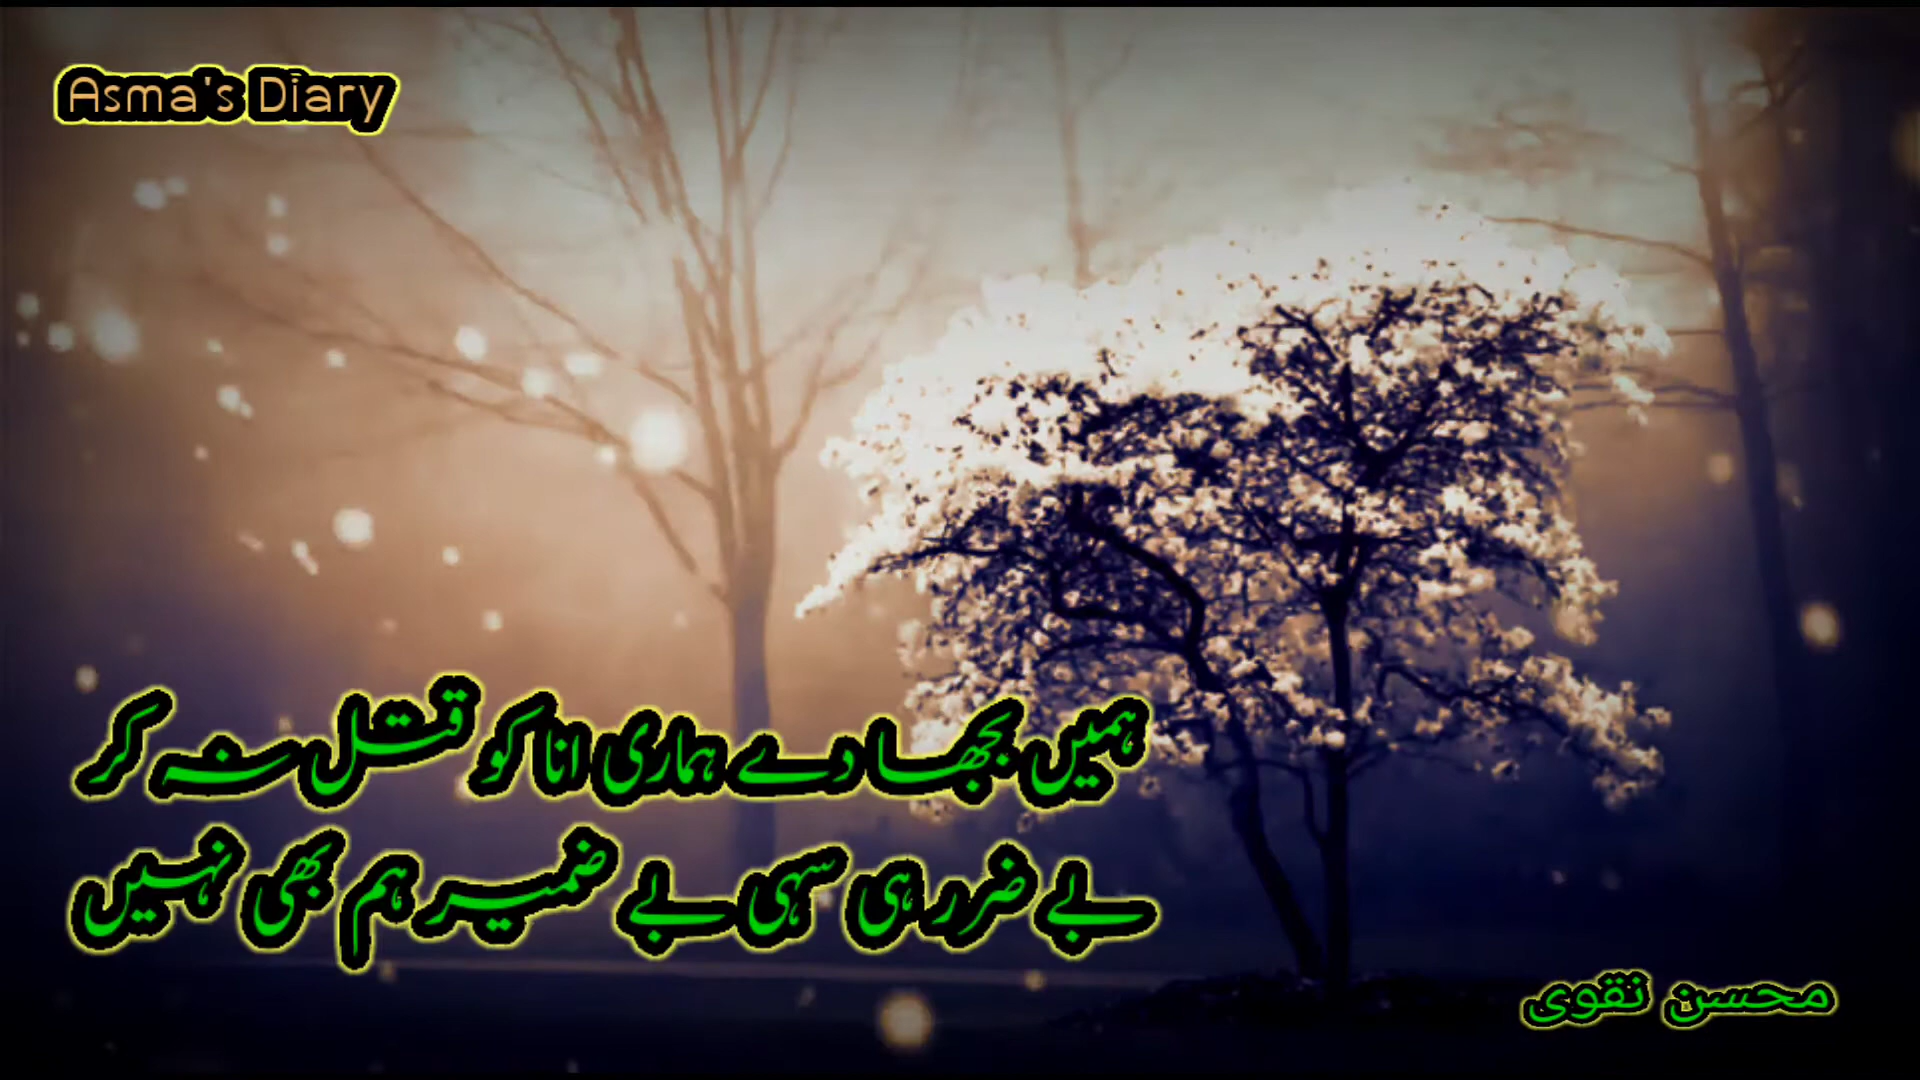 Asma's Diary
ہمیں بجھا دے ہماری انا کو قتل نہ کر
بے ضرر ہی سہی بے ضمیر ہم بھی نہیں
محسن نقوی